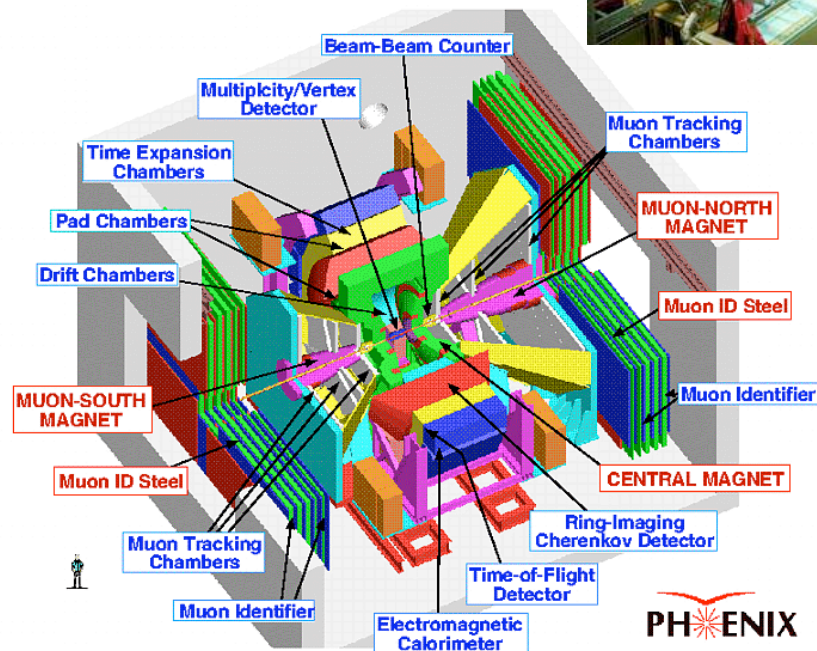 Beam-Beam Counter
Multiplcity/Vertex
Detector
Time Expansion
Chambers
Pad Chambers
Drift Chambers
Muon Tracking
Chambers
MUON-NORTH
MAGNET
Muon ID Steel
Muon Identifier
MUON-SOUTH
MAGNET
Muon ID Steel
CENTRAL MAGNET
Ring-Imaging
Cherenkov Detector
Muon Tracking
Chambers
Time-of-Flight
Detector
Muon Identifier
Electromagnetic
Calorimeter
PHENIX